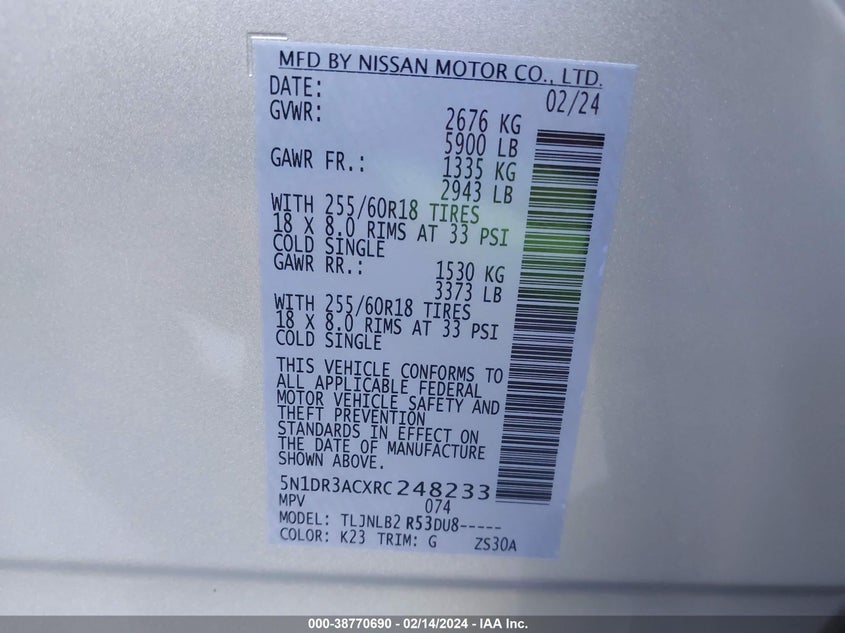 MFD BY NISSAN MOTOR CO., LTD.
DATE: 02/24
GVWR: 2676 KG
5900 LB
GAWR FR.: 1335 KG
2943 LB
WITH 255/60R18 TIRES
18 X 8.0 RIMS AT 33 PSI
COLD SINGLE
GAWR RR.: 1530 KG
3373 LB
WITH 255/60R18 TIRES
18 X 8.0 RIMS AT 33 PSI
COLD SINGLE
THIS VEHICLE CONFORMS TO
ALL APPLICABLE FEDERAL
MOTOR VEHICLE SAFETY AND
THEFT PREVENTION
STANDARDS IN EFFECT ON
THE DATE OF MANUFACTURE
SHOWN ABOVE.
5N1DR3ACXRC248233
MPV 074
MODEL: TLJNLB2 R53DU8-----
COLOR: K23 TRIM: G ZS30A
000-38770690 - 02/14/2024 - IAA Inc.